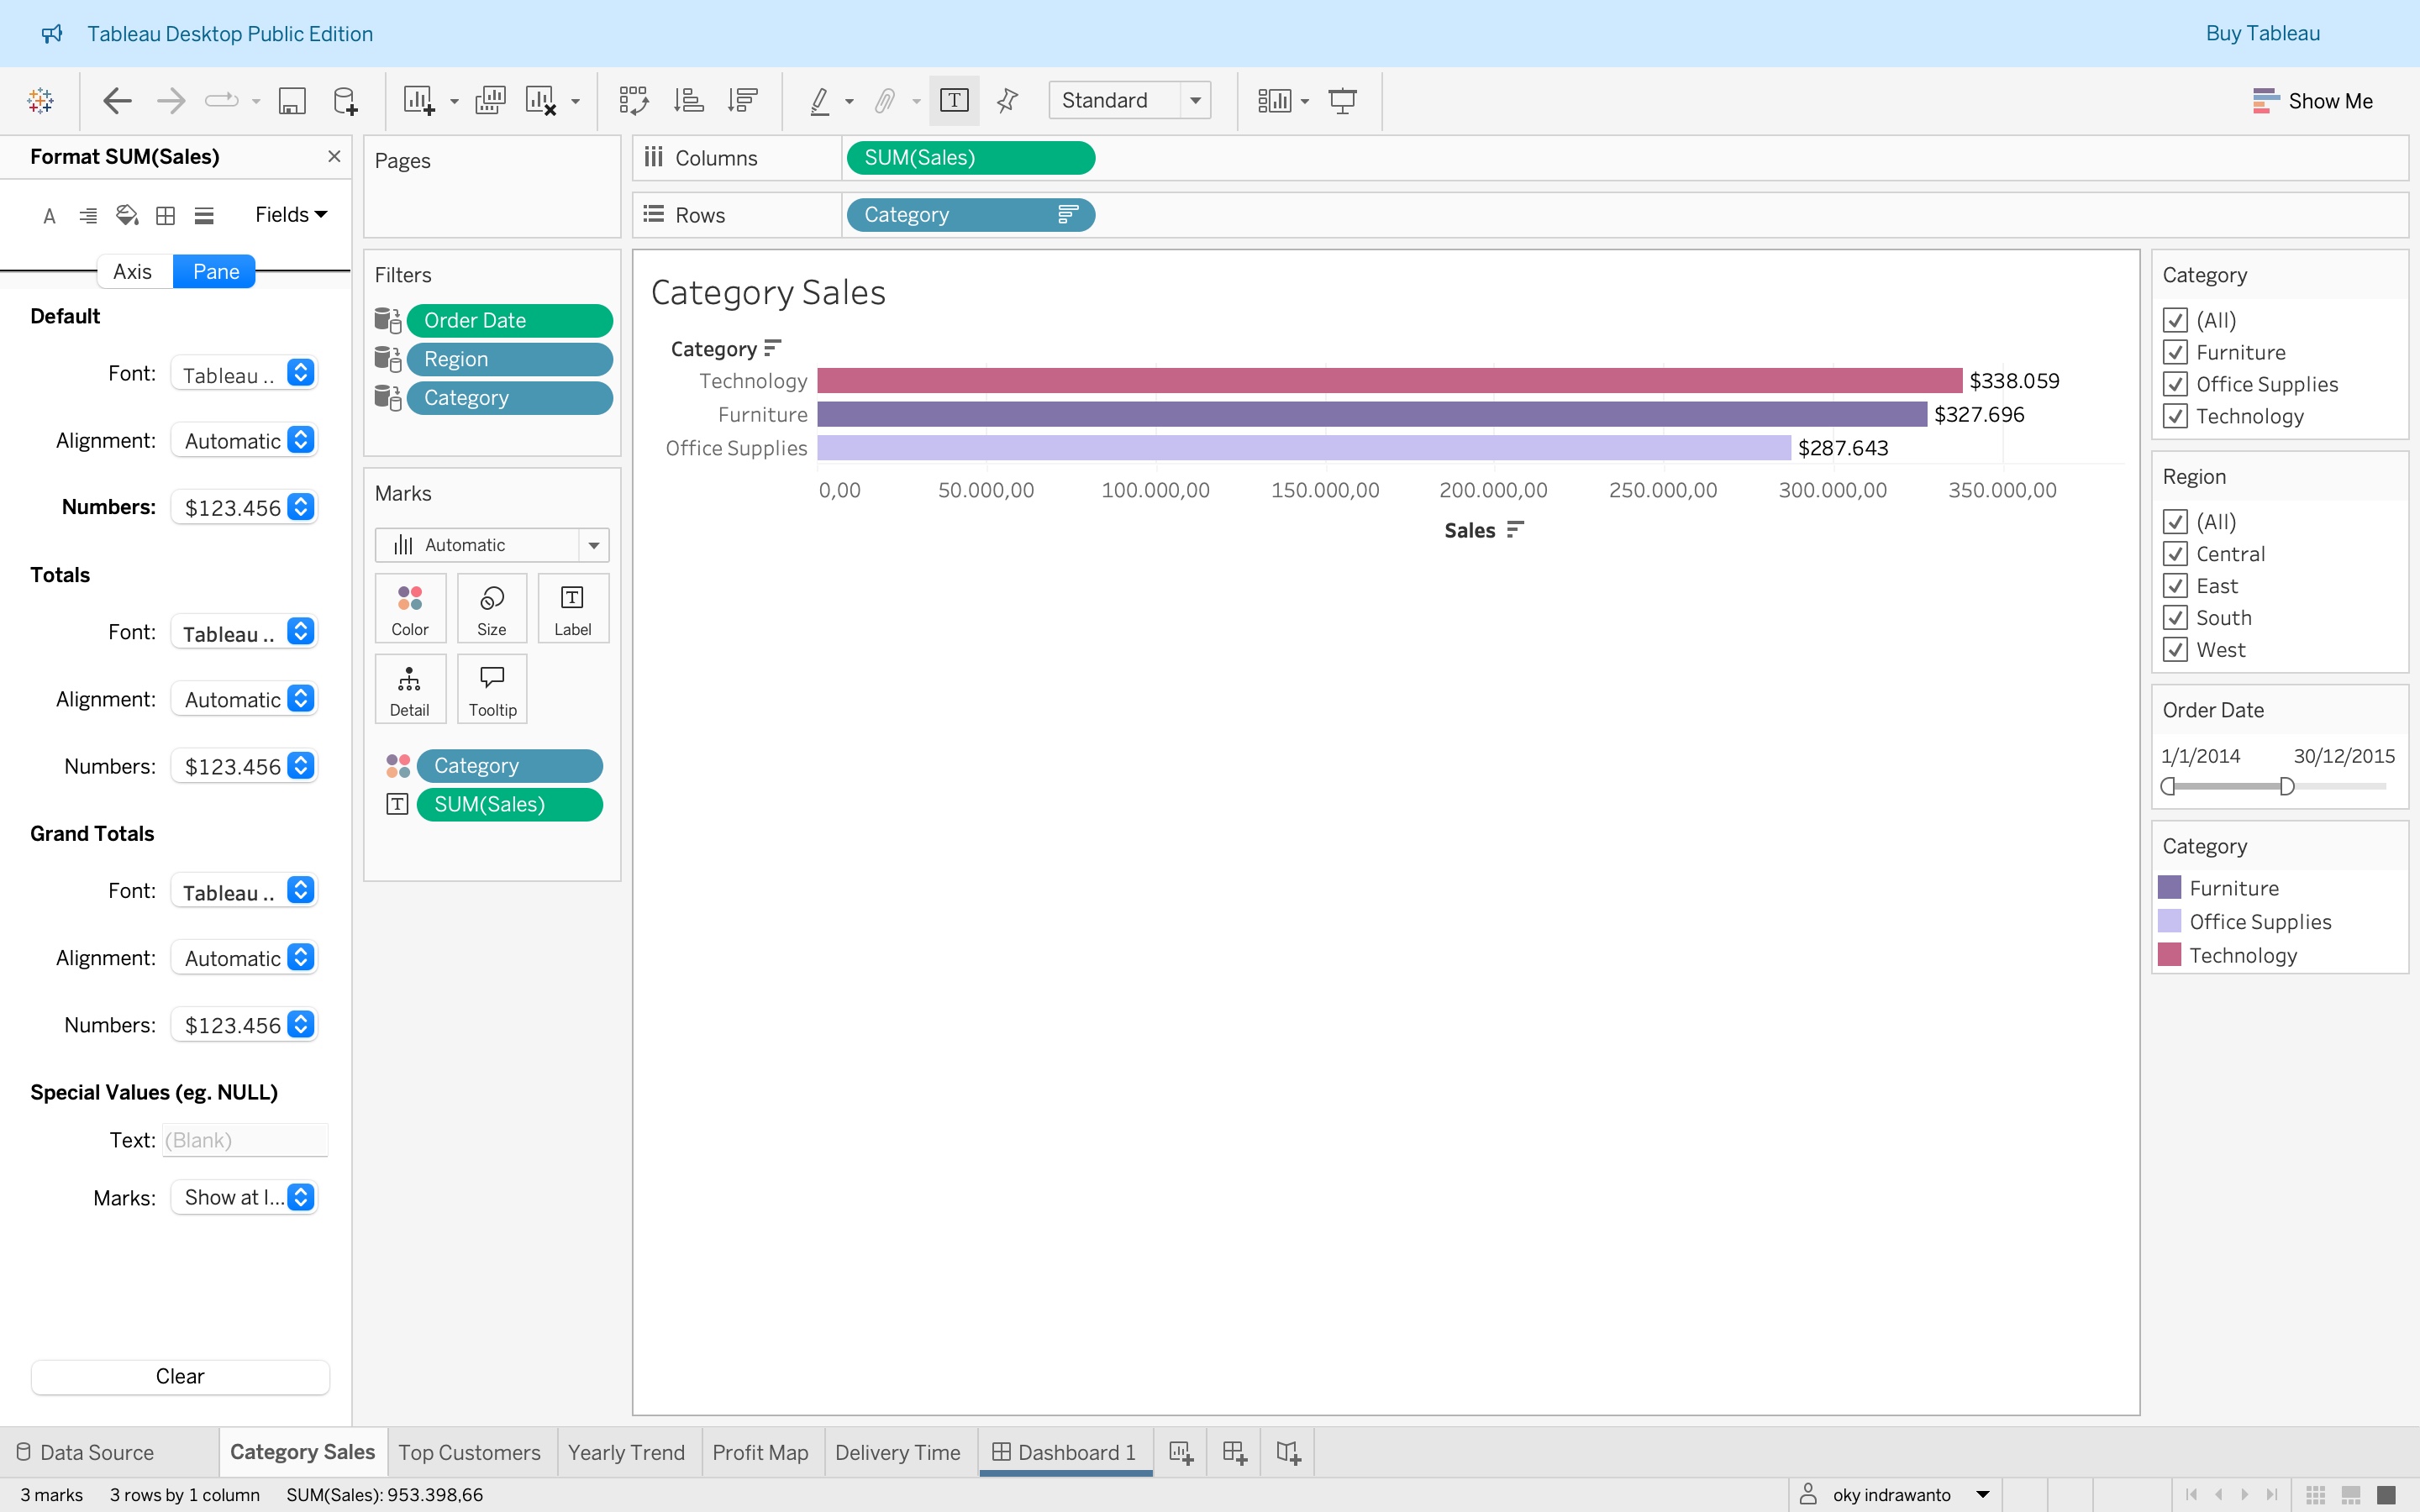 Tableau Desktop Public Edition
Buy Tableau
Standard
Show Me
Format SUM(Sales)
Fields
Axis
Pane
Default
Font: Tableau ..
Alignment: Automatic
Numbers: $123.456
Totals
Font: Tableau ..
Alignment: Automatic
Numbers: $123.456
Grand Totals
Font: Tableau ..
Alignment: Automatic
Numbers: $123.456
Special Values (eg. NULL)
Text: (Blank)
Marks: Show at I...
Clear
Pages
Filters
Order Date
Region
Category
Marks
Automatic
Color
Size
Label
Detail
Tooltip
Category
SUM(Sales)
Columns
SUM(Sales)
Rows
Category
Category Sales
Category
Technology $338.059
Furniture $327.696
Office Supplies $287.643
0,00 50.000,00 100.000,00 150.000,00 200.000,00 250.000,00 300.000,00 350.000,00
Sales
Category
(All)
Furniture
Office Supplies
Technology
Region
(All)
Central
East
South
West
Order Date
1/1/2014 30/12/2015
Category
Furniture
Office Supplies
Technology
Data Source
Category Sales
Top Customers
Yearly Trend
Profit Map
Delivery Time
Dashboard 1
3 marks 3 rows by 1 column SUM(Sales): 953.398,66
oky indrawanto